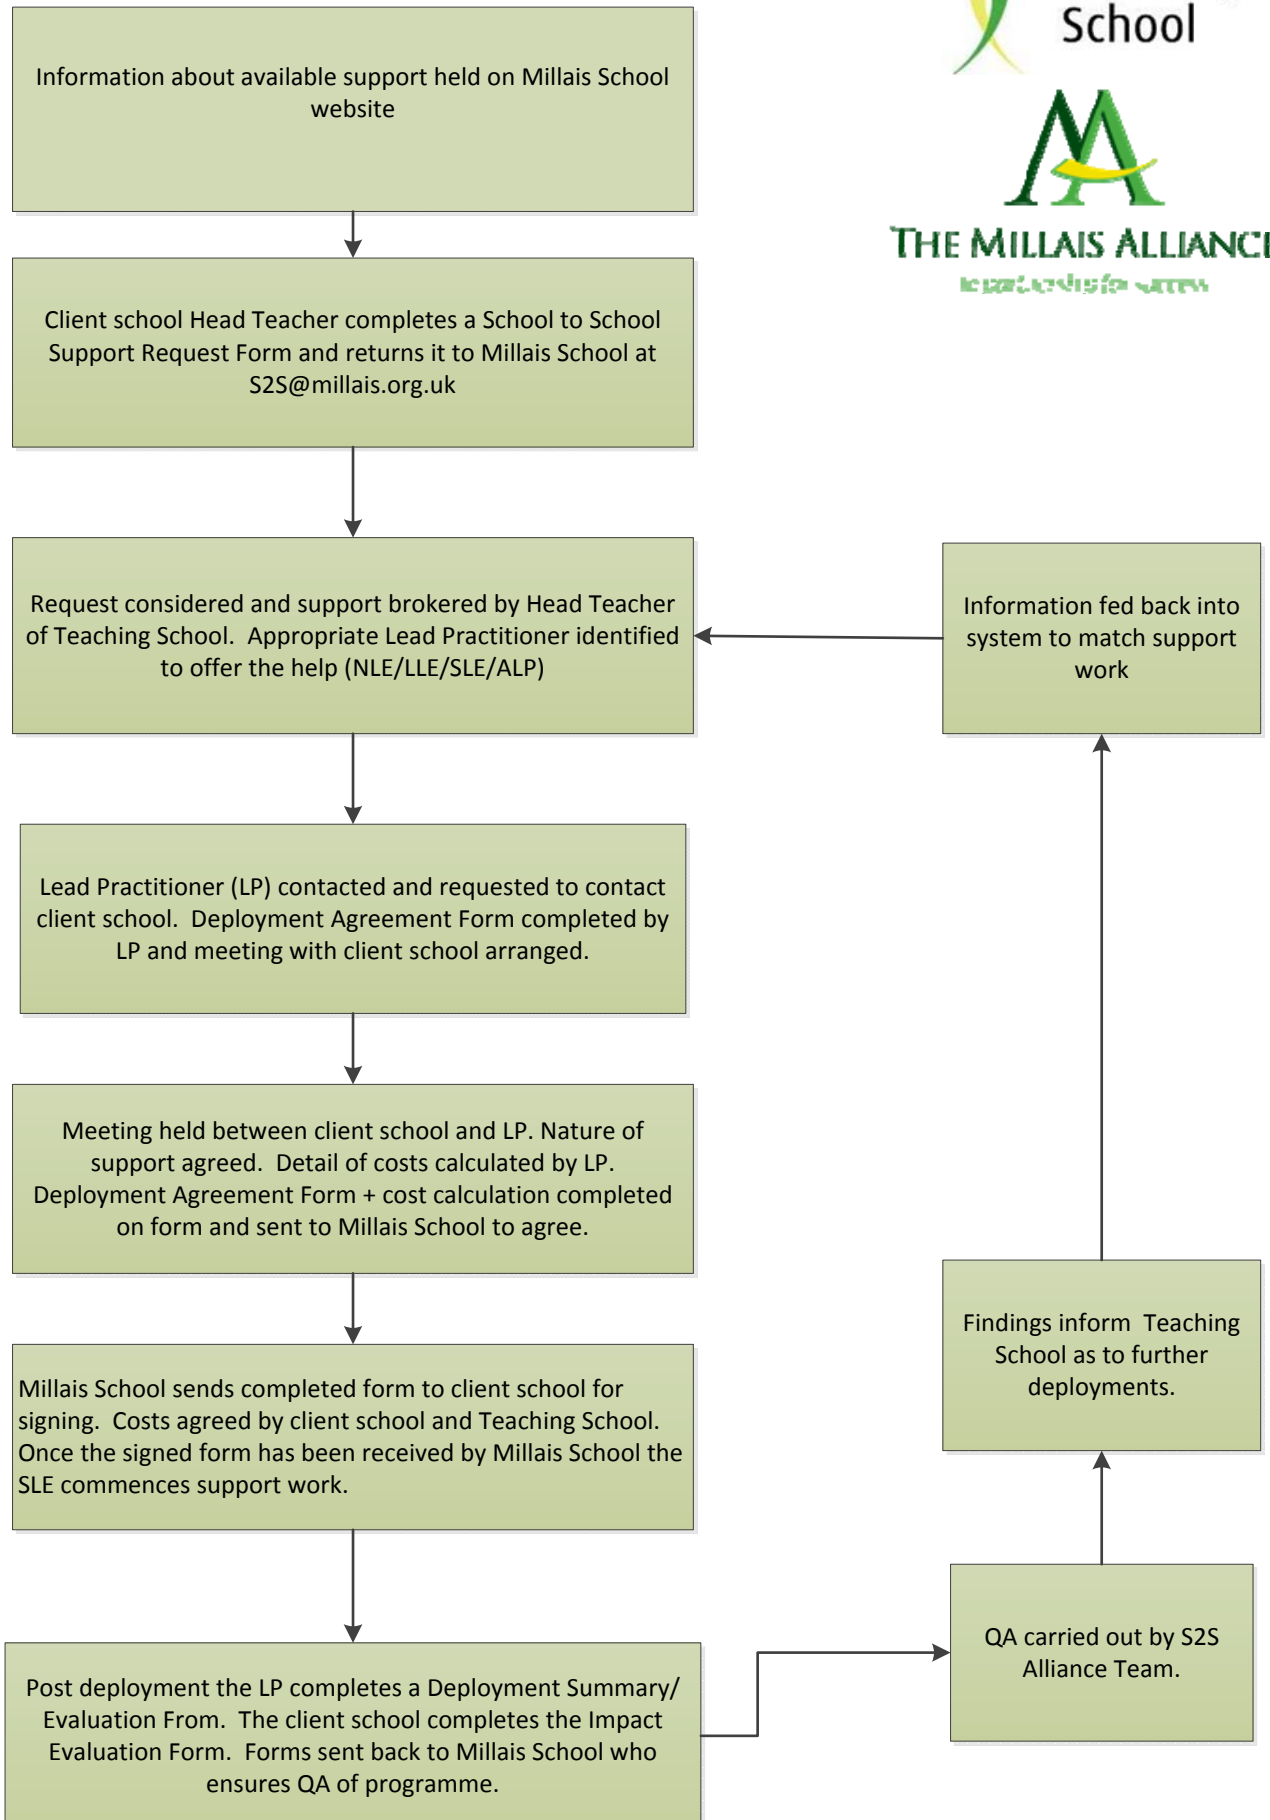 School
THE MILLAIS ALLIANCE
Information about available support held on Millais School
website
Client school Head Teacher completes a School to School
Support Request Form and returns it to Millais School at
S2S@millais.org.uk
Request considered and support brokered by Head Teacher
of Teaching School.  Appropriate Lead Practitioner identified
to offer the help (NLE/LLE/SLE/ALP)
Information fed back into
system to match support
work
Lead Practitioner (LP) contacted and requested to contact
client school.  Deployment Agreement Form completed by
LP and meeting with client school arranged.
Meeting held between client school and LP. Nature of
support agreed.  Detail of costs calculated by LP.
Deployment Agreement Form + cost calculation completed
on form and sent to Millais School to agree.
Millais School sends completed form to client school for
signing.  Costs agreed by client school and Teaching School.
Once the signed form has been received by Millais School the
SLE commences support work.
Findings inform  Teaching
School as to further
deployments.
Post deployment the LP completes a Deployment Summary/
Evaluation From.  The client school completes the Impact
Evaluation Form.  Forms sent back to Millais School who
ensures QA of programme.
QA carried out by S2S
Alliance Team.